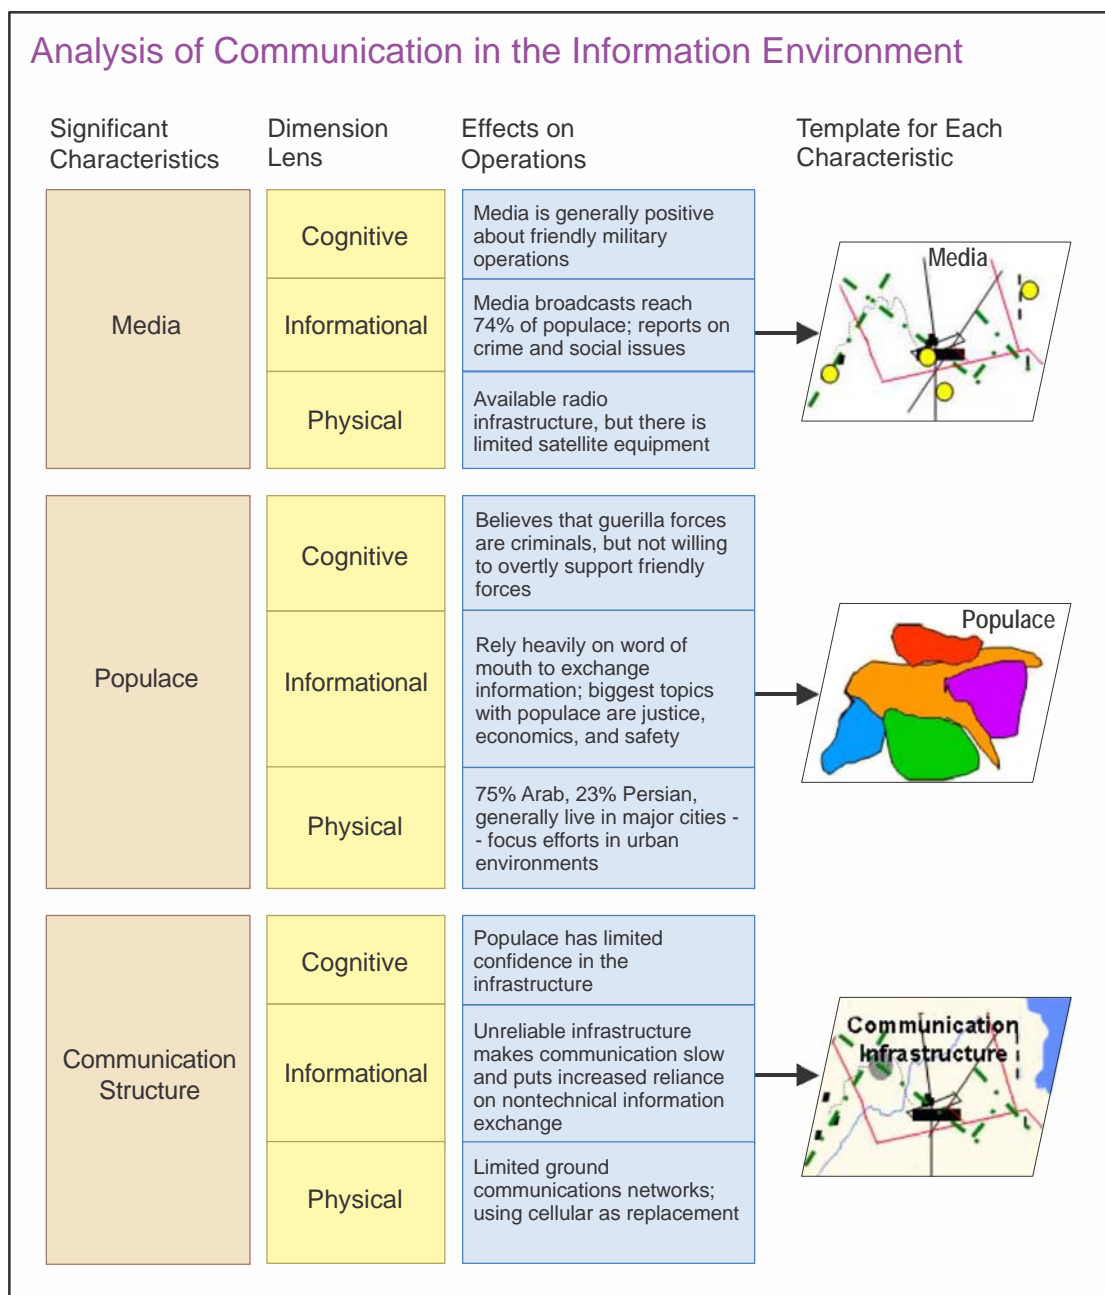 Analysis of Communication in the Information Environment
Significant
Characteristics
Dimension
Lens
Effects on
Operations
Template for Each
Characteristic
Media
Cognitive
Media is generally positive
about friendly military
operations
Informational
Media broadcasts reach
74% of populace; reports on
crime and social issues
Physical
Available radio
infrastructure, but there is
limited satellite equipment
Media
Populace
Cognitive
Believes that guerilla forces
are criminals, but not willing
to overtly support friendly
forces
Informational
Rely heavily on word of
mouth to exchange
information; biggest topics
with populace are justice,
economics, and safety
Physical
75% Arab, 23% Persian,
generally live in major cities -
- focus efforts in urban
environments
Populace
Communication
Structure
Cognitive
Populace has limited
confidence in the
infrastructure
Informational
Unreliable infrastructure
makes communication slow
and puts increased reliance
on nontechnical information
exchange
Physical
Limited ground
communications networks;
using cellular as replacement
Communication
Infrastructure